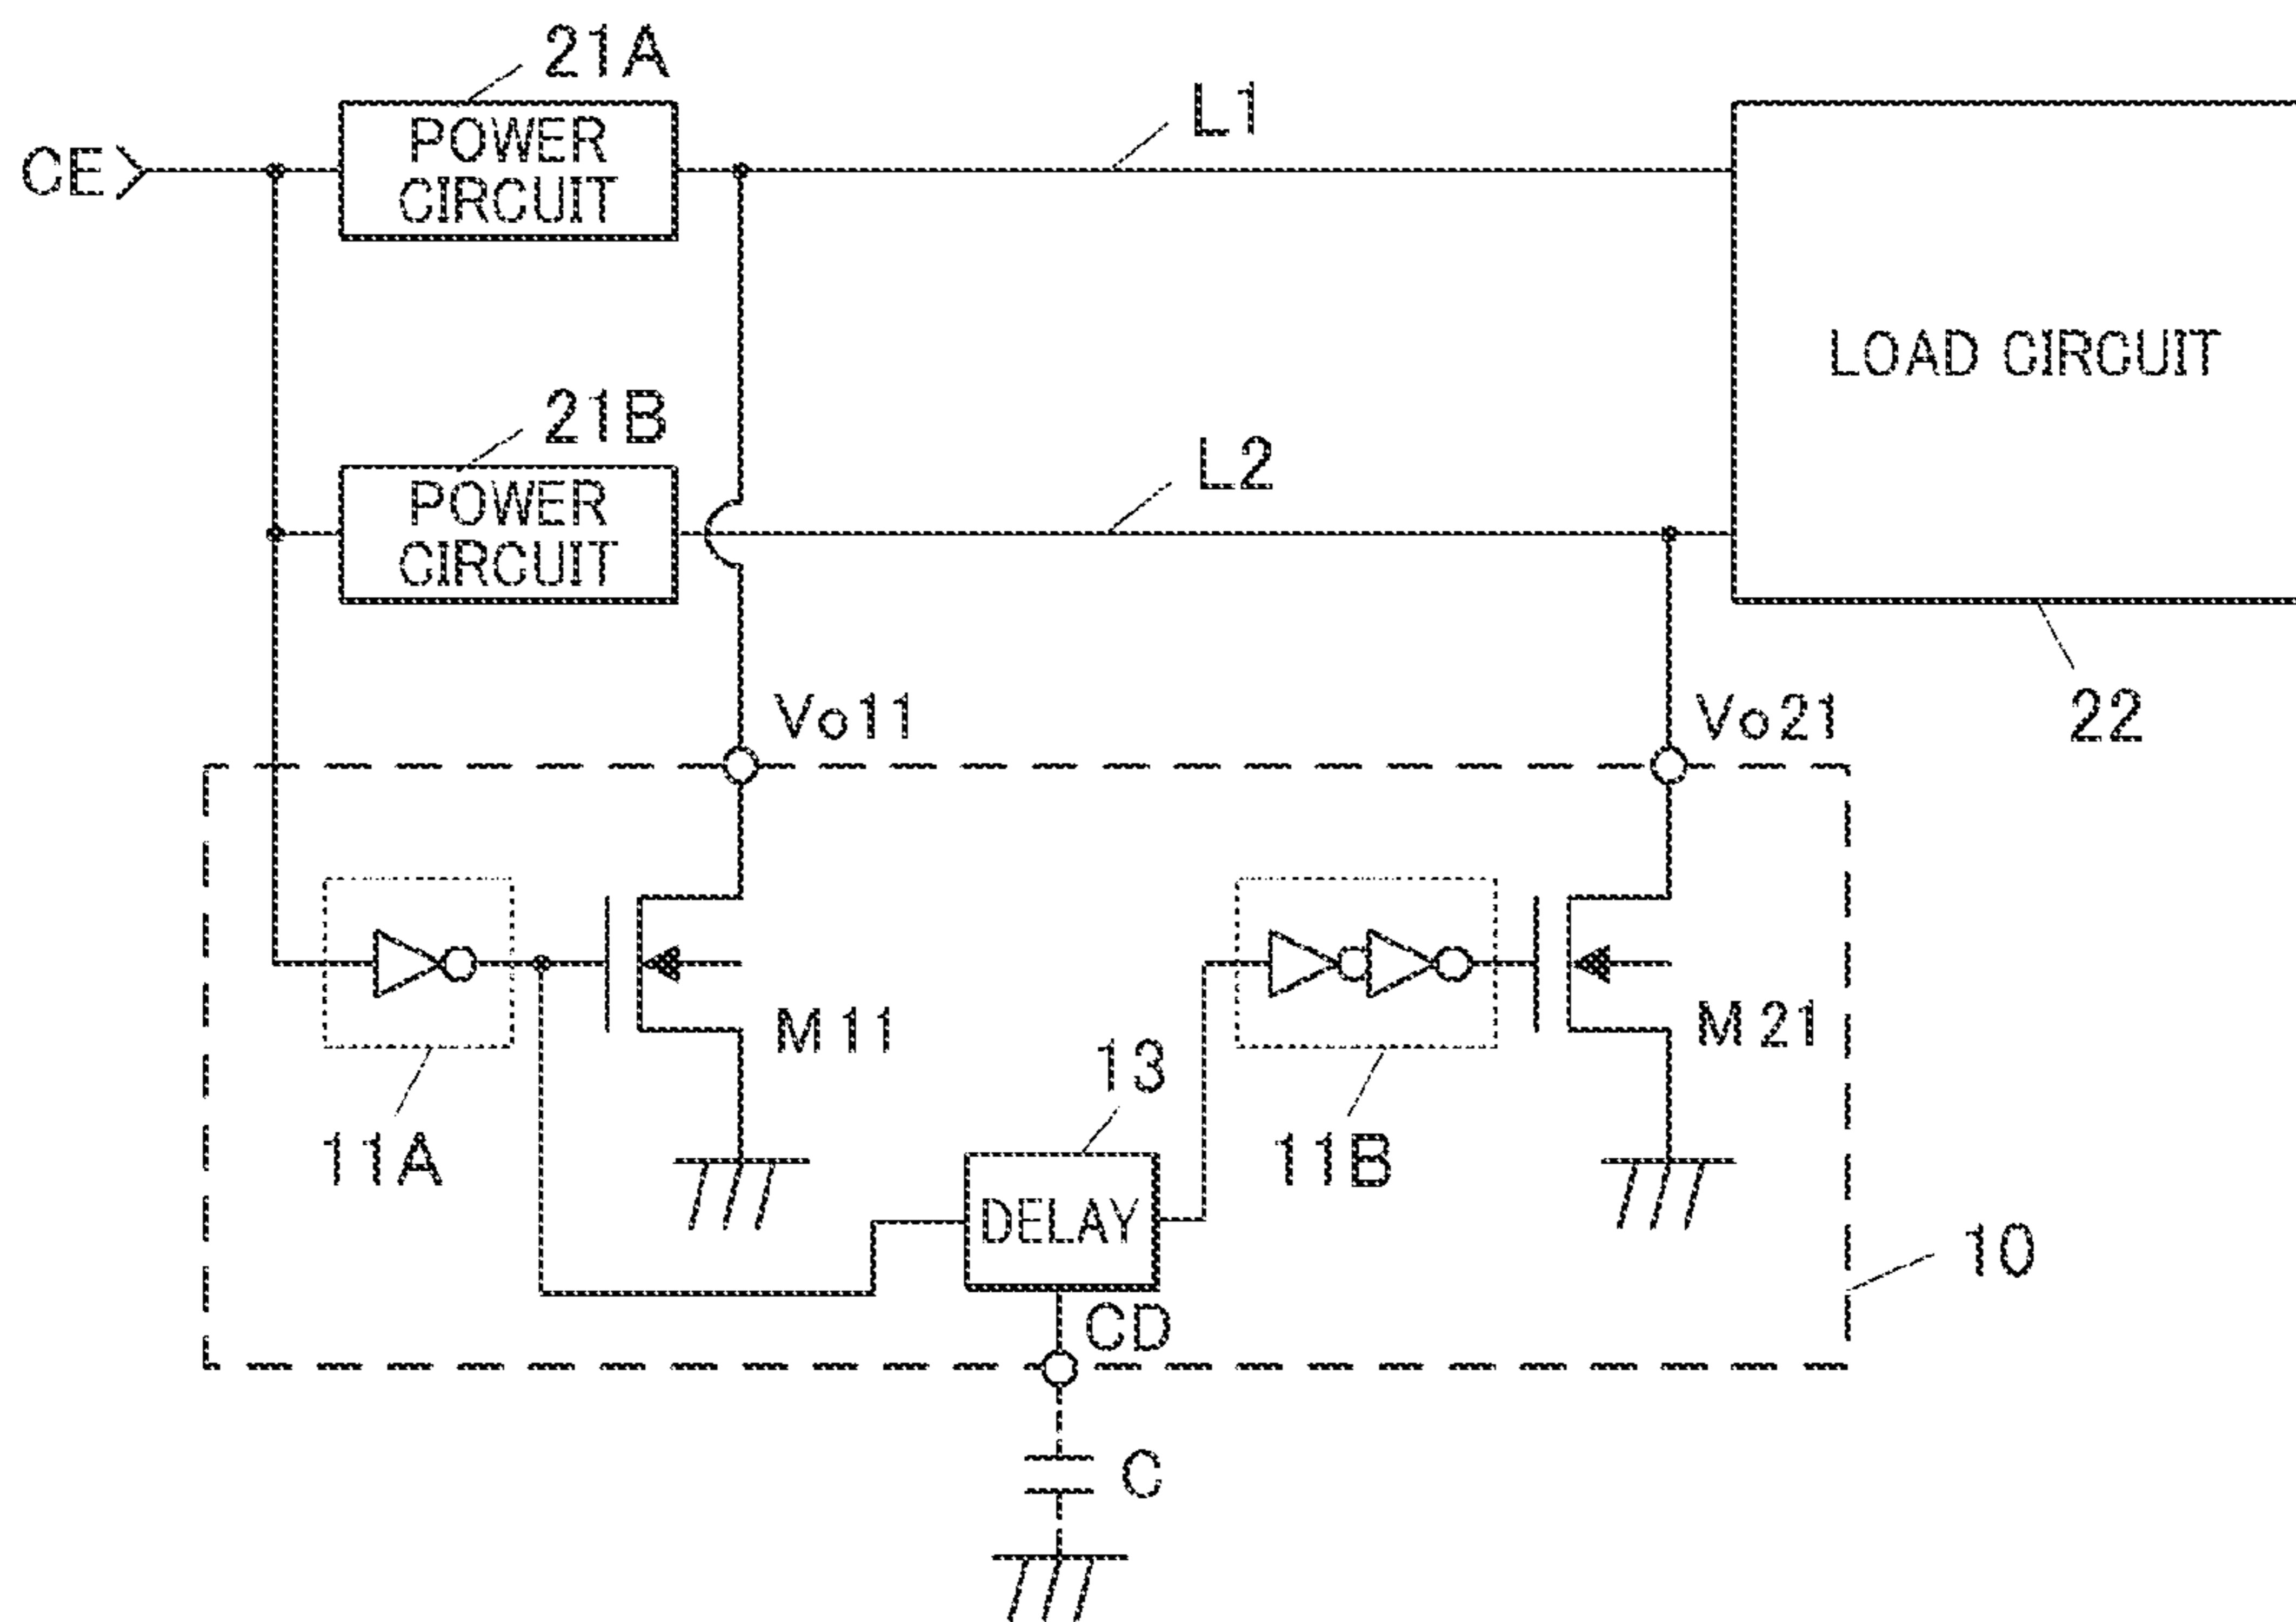 21A
L1
CE
POWER
CIRCUIT
LOAD CIRCUIT
21B
L2
POWER
CIRCUIT
Vo11
Vo21
22
M11
M21
13
11A
11B
DELAY
10
CD
C